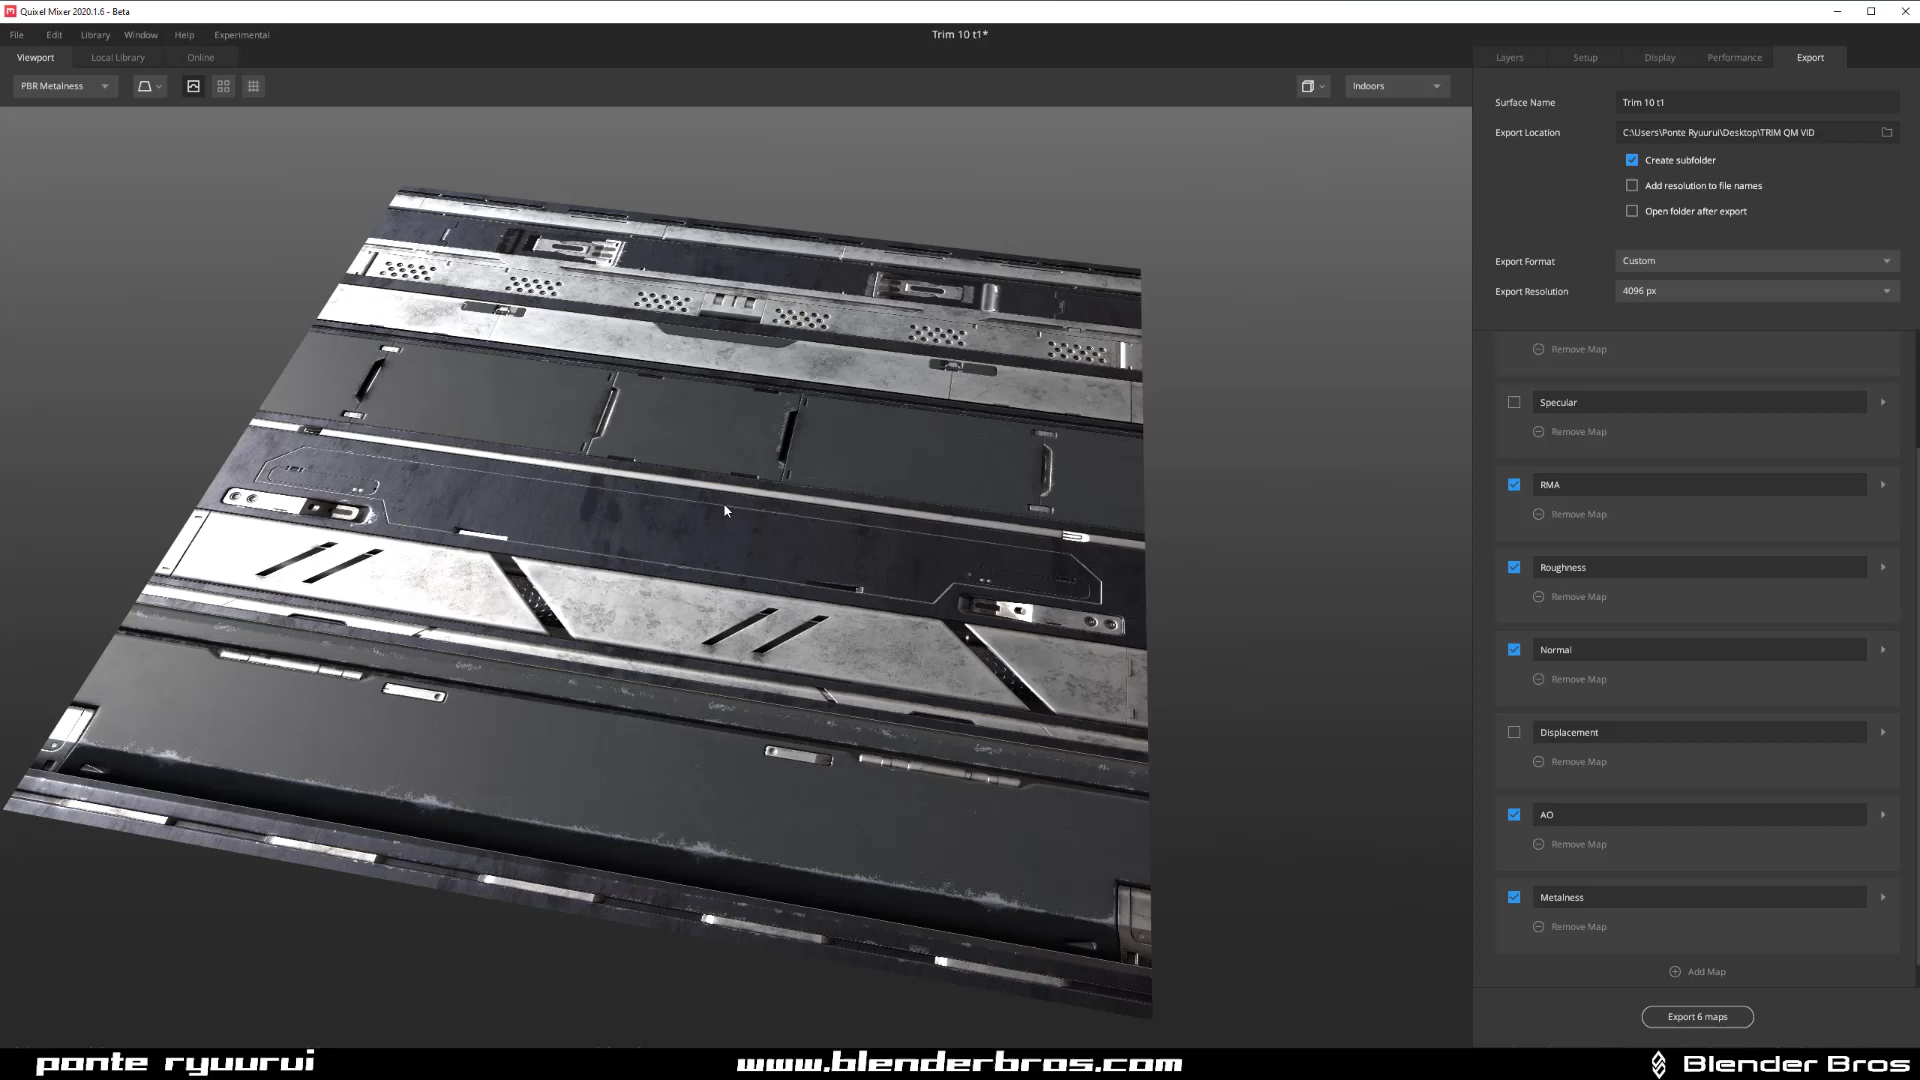 Quixel Mixer 2020.1.6 - Beta
File Edit Library Window Help Experimental
Trim 10 t1*
Viewport Local Library Online
Layers Setup Display Performance Export
PBR Metalness
Indoors
Surface Name Trim 10 t1
Export Location C:\Users\Ponte Ryuurui\Desktop\TRIM QM VID
Create subfolder
Add resolution to file names
Open folder after export
Export Format Custom
Export Resolution 4096 px
Remove Map
Specular
Remove Map
RMA
Remove Map
Roughness
Remove Map
Normal
Remove Map
Displacement
Remove Map
AO
Remove Map
Metalness
Remove Map
Add Map
Export 6 maps
ponte ryuurui
www.blenderbros.com
Blender Bros